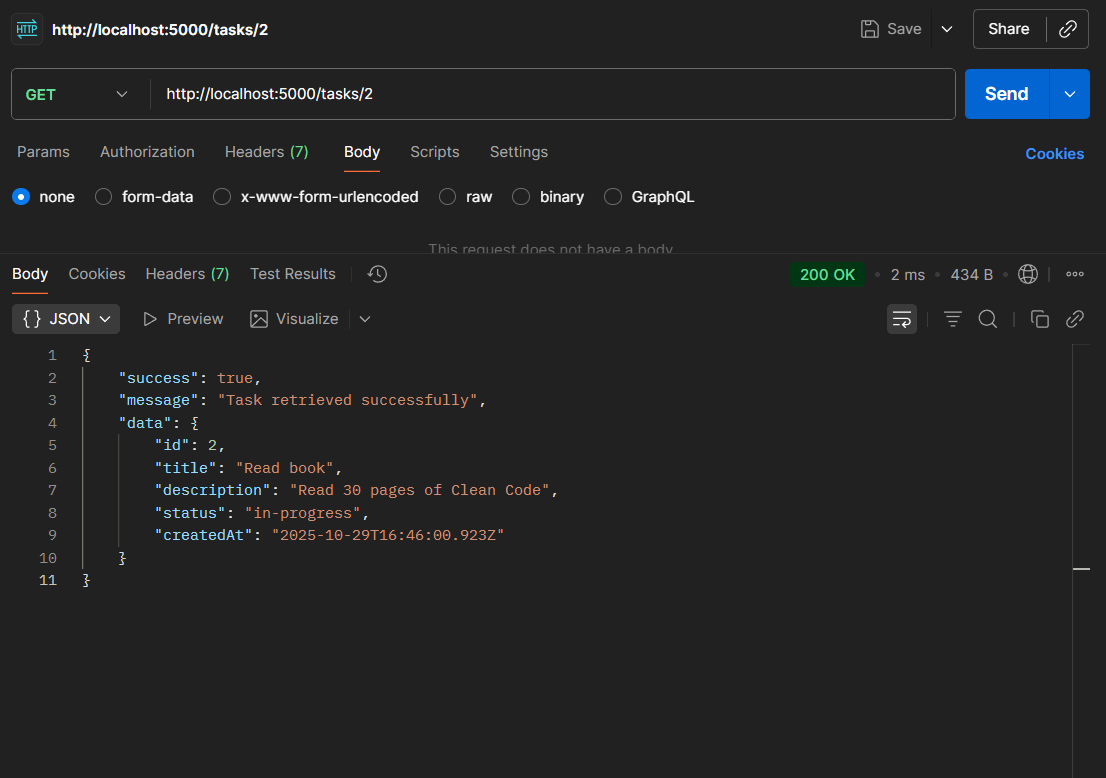 HTTP http://localhost:5000/tasks/2 Save Share
GET http://localhost:5000/tasks/2 Send
Params Authorization Headers (7) Body Scripts Settings Cookies
none form-data x-www-form-urlencoded raw binary GraphQL
This request does not have a body
Body Cookies Headers (7) Test Results 200 OK • 2 ms • 434 B •
{} JSON Preview Visualize
1 {
2 "success": true,
3 "message": "Task retrieved successfully",
4 "data": {
5 "id": 2,
6 "title": "Read book",
7 "description": "Read 30 pages of Clean Code",
8 "status": "in-progress",
9 "createdAt": "2025-10-29T16:46:00.923Z"
10 }
11 }